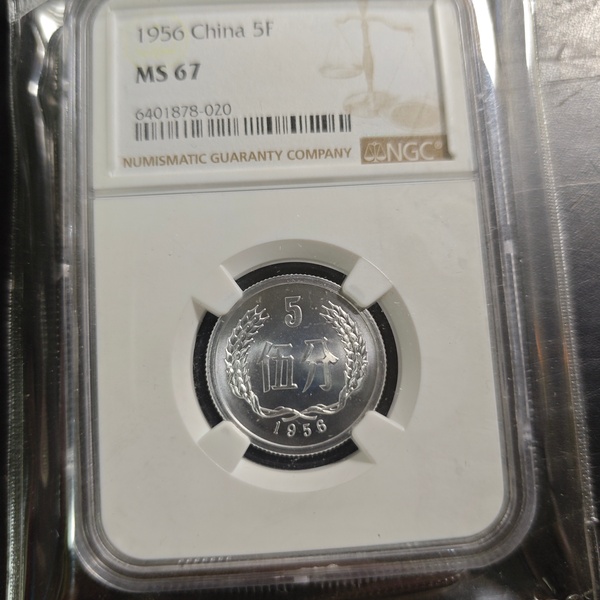 1956 China 5F
MS 67
6401878-020
NUMISMATIC GUARANTY COMPANY NGC®
5
伍分
1956